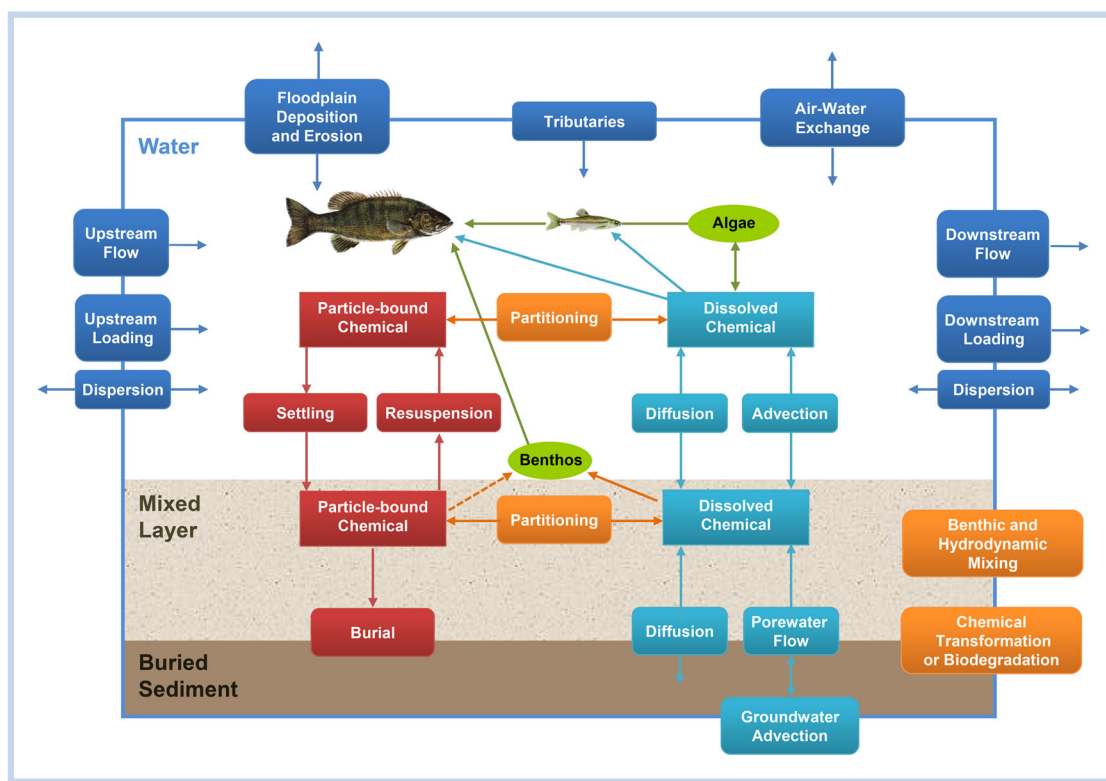 Floodplain
Deposition
and Erosion
Tributaries
Air-Water
Exchange
Water
Upstream
Flow
Algae
Downstream
Flow
Upstream
Loading
Particle-bound
Chemical
Partitioning
Dissolved
Chemical
Downstream
Loading
Dispersion
Dispersion
Settling
Resuspension
Diffusion
Advection
Benthos
Mixed
Layer
Particle-bound
Chemical
Partitioning
Dissolved
Chemical
Benthic and
Hydrodynamic
Mixing
Burial
Diffusion
Porewater
Flow
Chemical
Transformation
or Biodegradation
Buried
Sediment
Groundwater
Advection